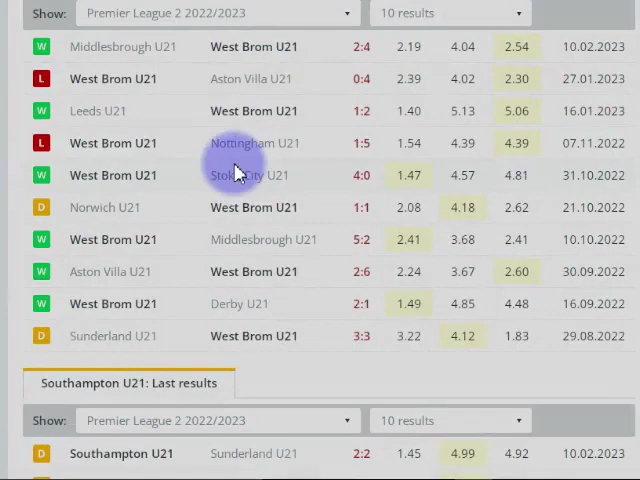 Show: Premier League 2 2022/2023 10 results
W Middlesbrough U21 West Brom U21 2:4 2.19 4.04 2.54 10.02.2023
L West Brom U21 Aston Villa U21 0:4 2.39 4.02 2.30 27.01.2023
W Leeds U21 West Brom U21 1:2 1.40 5.13 5.06 16.01.2023
L West Brom U21 Nottingham U21 1:5 1.54 4.39 4.39 07.11.2022
W West Brom U21 Stoke City U21 4:0 1.47 4.57 4.81 31.10.2022
D Norwich U21 West Brom U21 1:1 2.08 4.18 2.62 21.10.2022
W West Brom U21 Middlesbrough U21 5:2 2.41 3.68 2.41 10.10.2022
W Aston Villa U21 West Brom U21 2:6 2.24 3.67 2.60 30.09.2022
W West Brom U21 Derby U21 2:1 1.49 4.85 4.48 16.09.2022
D Sunderland U21 West Brom U21 3:3 3.22 4.12 1.83 29.08.2022
Southampton U21: Last results
Show: Premier League 2 2022/2023 10 results
D Southampton U21 Sunderland U21 2:2 1.45 4.99 4.92 10.02.2023